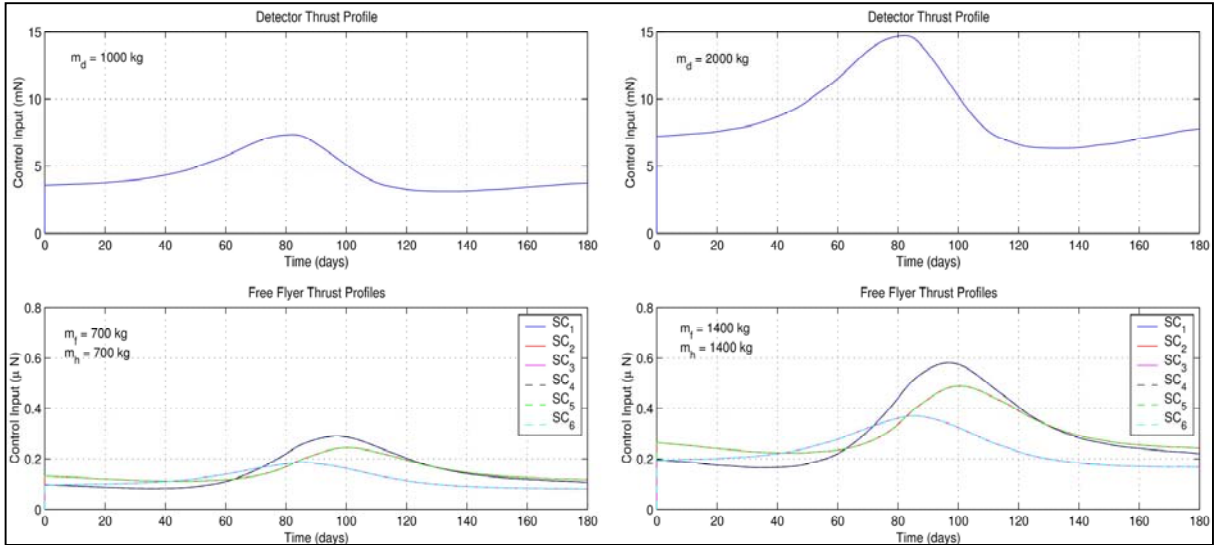 Detector Thrust Profile
15
10
5
0
Control Input (mN)
m_d = 1000 kg
0 20 40 60 80 100 120 140 160 180
Time (days)
Detector Thrust Profile
15
10
5
0
Control Input (mN)
m_d = 2000 kg
0 20 40 60 80 100 120 140 160 180
Time (days)
Free Flyer Thrust Profiles
0.8
0.6
0.4
0.2
0
Control Input (μ N)
m_f = 700 kg
m_h = 700 kg
SC_1
SC_2
SC_3
SC_4
SC_5
SC_6
0 20 40 60 80 100 120 140 160 180
Time (days)
Free Flyer Thrust Profiles
0.8
0.6
0.4
0.2
0
Control Input (μ N)
m_f = 1400 kg
m_h = 1400 kg
SC_1
SC_2
SC_3
SC_4
SC_5
SC_6
0 20 40 60 80 100 120 140 160 180
Time (days)